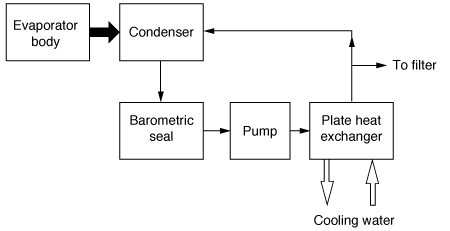 Evaporator
body
Condenser
To filter
Barometric
seal
Pump
Plate heat
exchanger
Cooling water